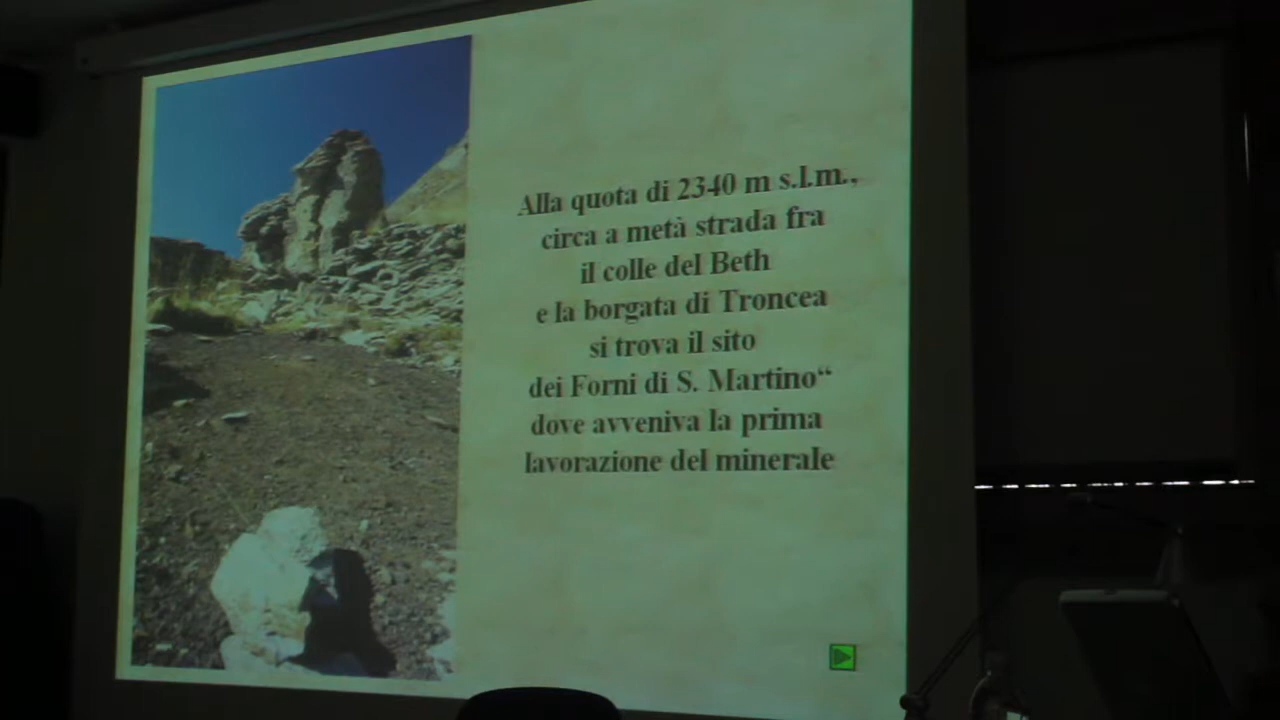 Alla quota di 2340 m s.l.m.,
circa a metà strada fra
il colle del Beth
e la borgata di Troncea
si trova il sito
dei Forni di S. Martino“
dove avveniva la prima
lavorazione del minerale